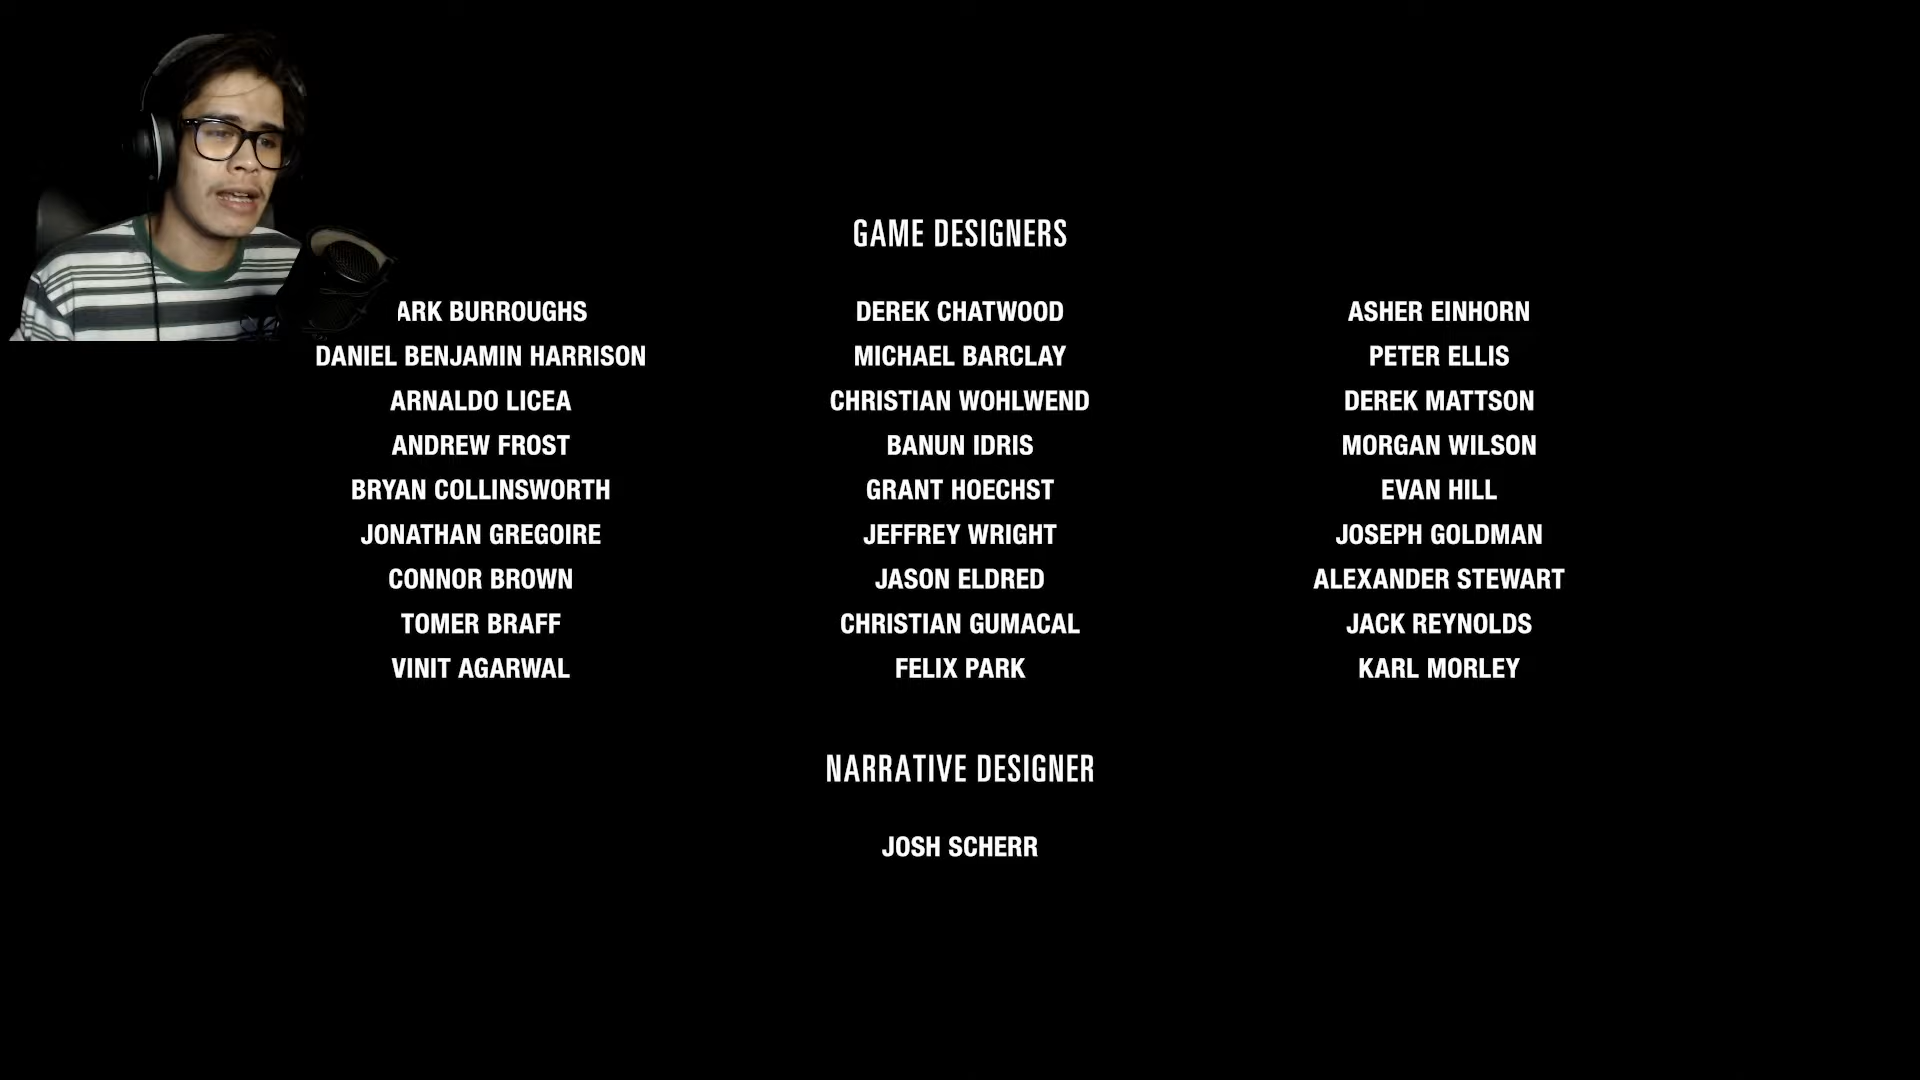 GAME DESIGNERS
BURROUGHS DEREK CHATWOOD ASHER EINHORN
DANIEL BENJAMIN HARRISON MICHAEL BARCLAY PETER ELLIS
ARNALDO LICEA CHRISTIAN WOHLWEND DEREK MATTSON
ANDREW FROST BANUN IDRIS MORGAN WILSON
BRYAN COLLINSWORTH GRANT HOECHST EVAN HILL
JONATHAN GREGOIRE JEFFREY WRIGHT JOSEPH GOLDMAN
CONNOR BROWN JASON ELDRED ALEXANDER STEWART
TOMER BRAFF CHRISTIAN GUMACAL JACK REYNOLDS
VINIT AGARWAL FELIX PARK KARL MORLEY
NARRATIVE DESIGNER
JOSH SCHERR